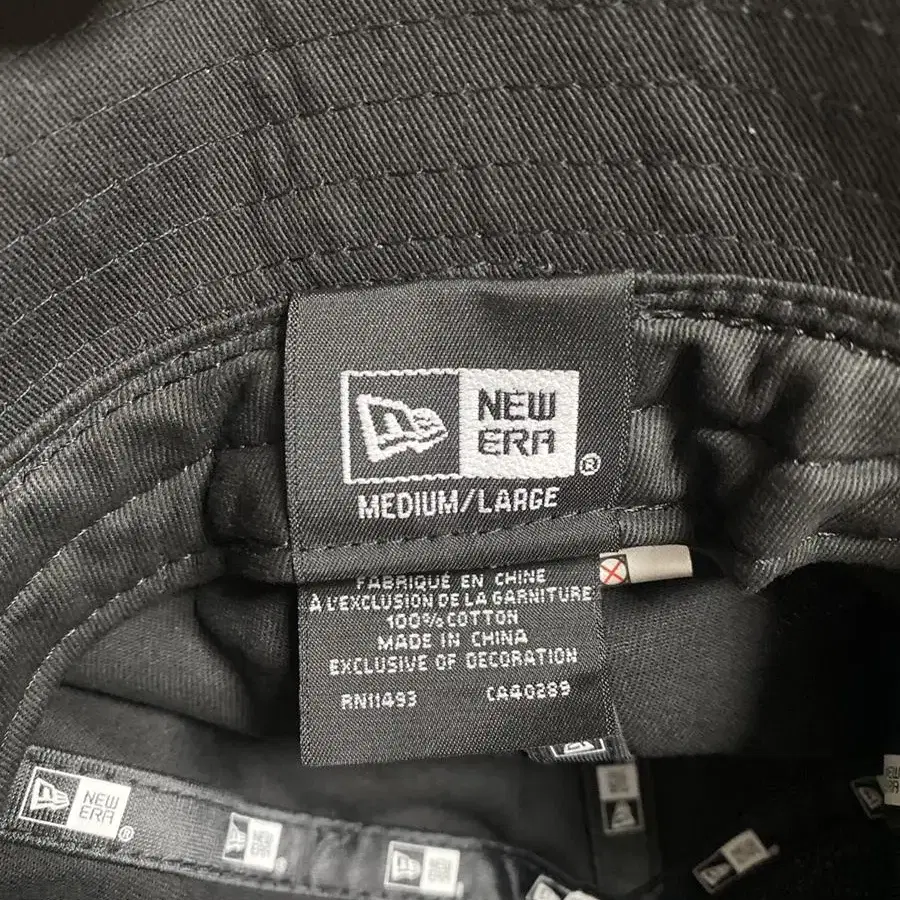 NEW
ERA
®
MEDIUM/LARGE
FABRIQUÉ EN CHINE
À L'EXCLUSION DE LA GARNITURE
100% COTTON
MADE IN CHINA
EXCLUSIVE OF DECORATION
RN11493 CA40289
NEW
ERA
®